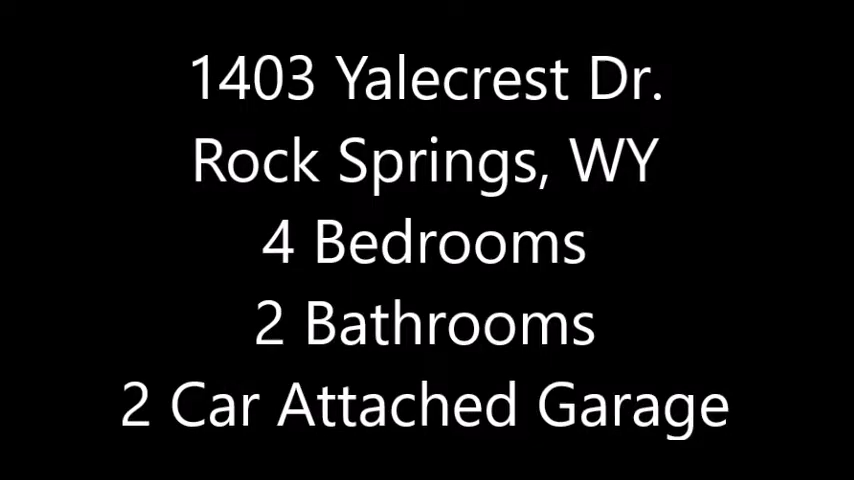 1403 Yalecrest Dr.
Rock Springs, WY
4 Bedrooms
2 Bathrooms
2 Car Attached Garage